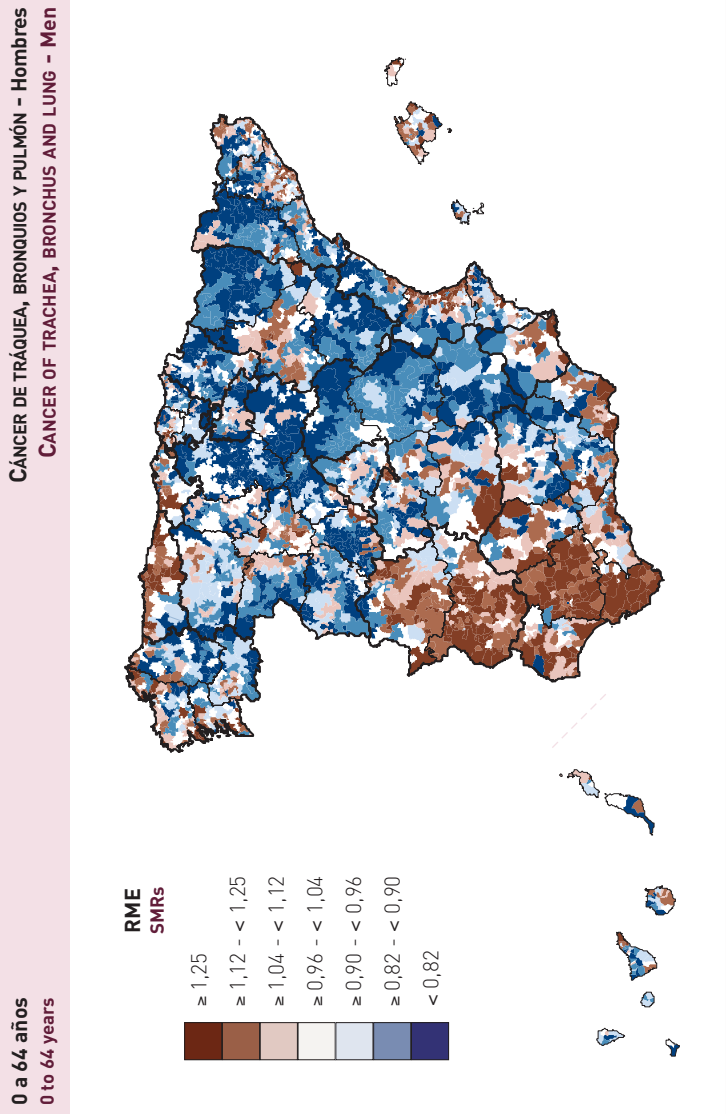 0 a 64 años
0 to 64 years
CÁNCER DE TRÁQUEA, BRONQUIOS Y PULMÓN - Hombres
CANCER OF TRACHEA, BRONCHUS AND LUNG - Men
RME
SMRs
≥ 1,25
≥ 1,12 - < 1,25
≥ 1,04 - < 1,12
≥ 0,96 - < 1,04
≥ 0,90 - < 0,96
≥ 0,82 - < 0,90
< 0,82